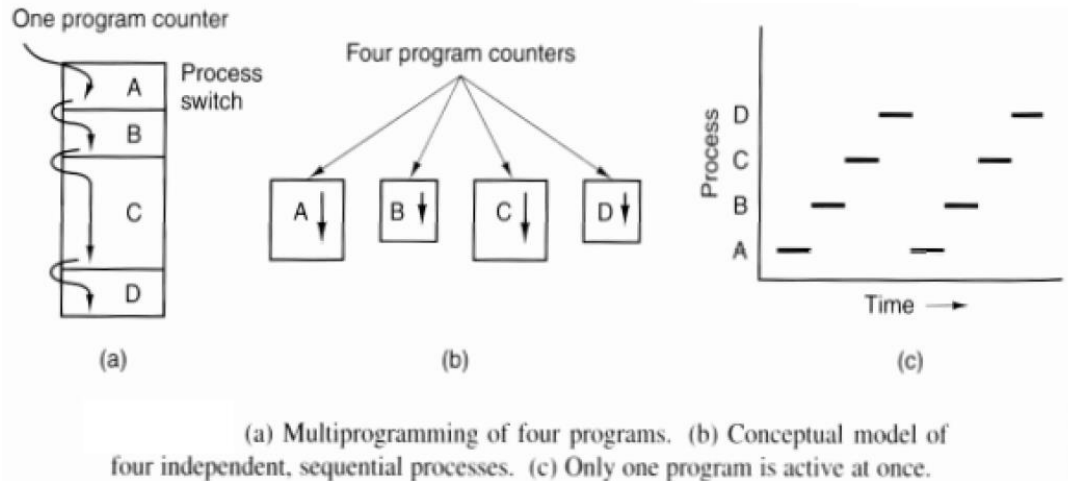 One program counter
A
Process
switch
B
C
D
(a)
Four program counters
A
B
C
D
(b)
Process
D
C
B
A
Time
(c)
(a) Multiprogramming of four programs. (b) Conceptual model of
four independent, sequential processes. (c) Only one program is active at once.